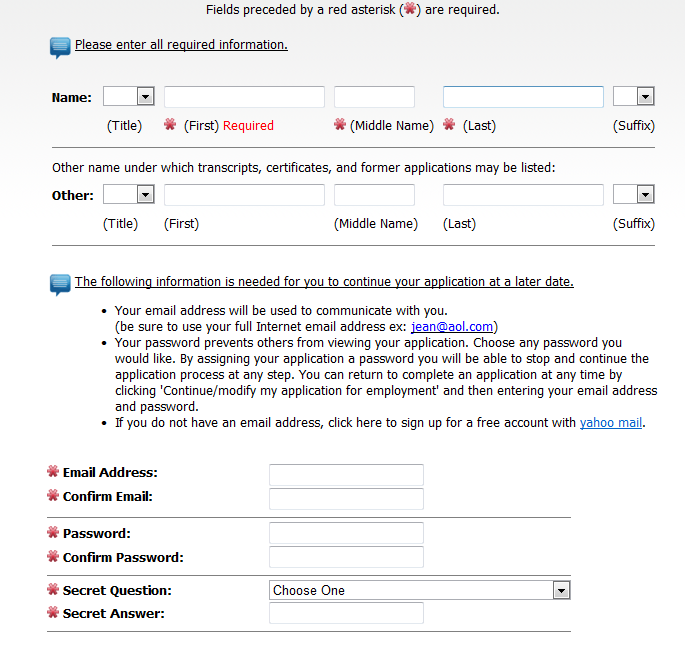 Fields preceded by a red asterisk (*) are required.
Please enter all required information.
Name:
(Title) * (First) Required * (Middle Name) * (Last) (Suffix)
Other name under which transcripts, certificates, and former applications may be listed:
Other:
(Title) (First) (Middle Name) (Last) (Suffix)
The following information is needed for you to continue your application at a later date.
• Your email address will be used to communicate with you.
(be sure to use your full Internet email address ex: jean@aol.com)
• Your password prevents others from viewing your application. Choose any password you
would like. By assigning your application a password you will be able to stop and continue the
application process at any step. You can return to complete an application at any time by
clicking 'Continue/modify my application for employment' and then entering your email address
and password.
• If you do not have an email address, click here to sign up for a free account with yahoo mail.
* Email Address:
* Confirm Email:
* Password:
* Confirm Password:
* Secret Question: Choose One
* Secret Answer: